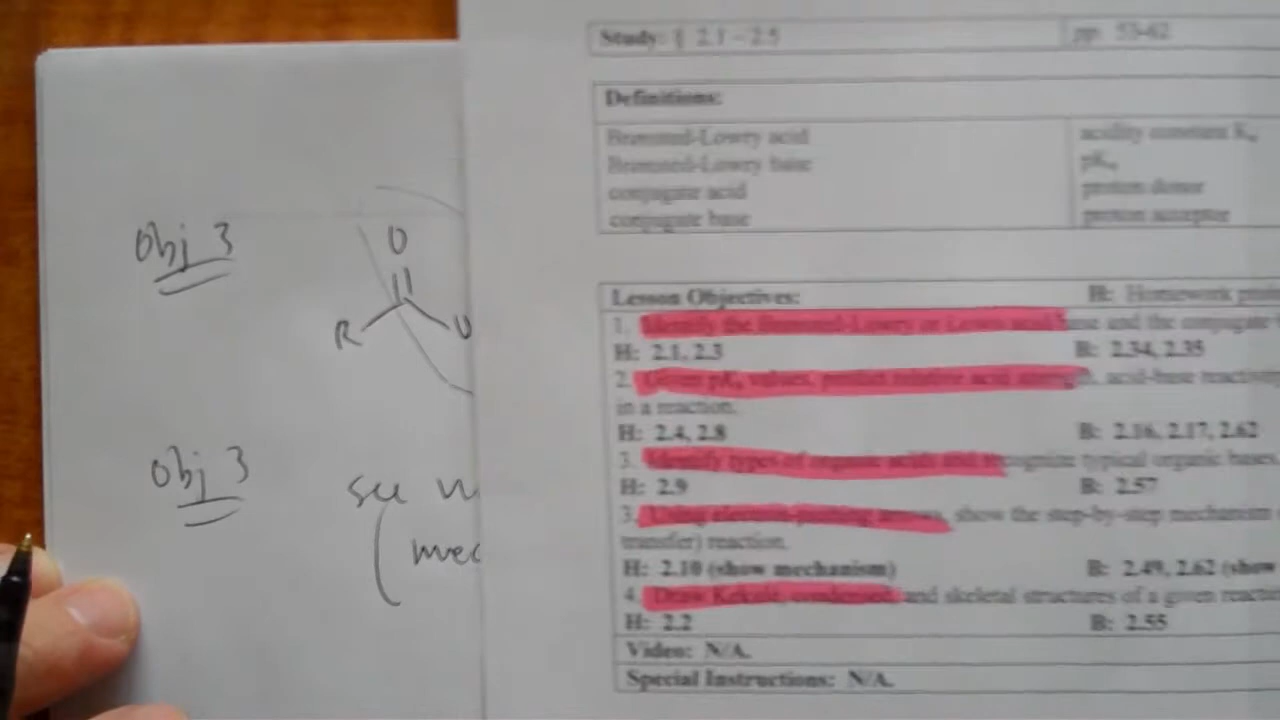 Study: § 2.1 – 2.5 pp. 53-62
Definitions:
Brønsted-Lowry acid acidity constant Kₐ
Brønsted-Lowry base pKₐ
conjugate acid proton donor
conjugate base proton acceptor
Obj 3
O
R
Lesson Objectives: H: Homework
1. Identify the Brønsted-Lowry or Lewis acid/base and the conjugate
H: 2.1, 2.3 B: 2.34, 2.35
2. Given pKₐ values, predict relative acid strength, acid-base
in a reaction.
H: 2.4, 2.8 B: 2.16, 2.17, 2.62
3. Identify types of organic acids and recognize typical organic bases.
H: 2.9 B: 2.57
Obj 3
3. Using electron-pushing arrows, show the step-by-step mechanism
transfer) reaction.
H: 2.10 (show mechanism) B: 2.49, 2.62 (show
4. Draw Kekulé, condensed, and skeletal structures of a given
H: 2.2 B: 2.55
Video: N/A.
Special Instructions: N/A.